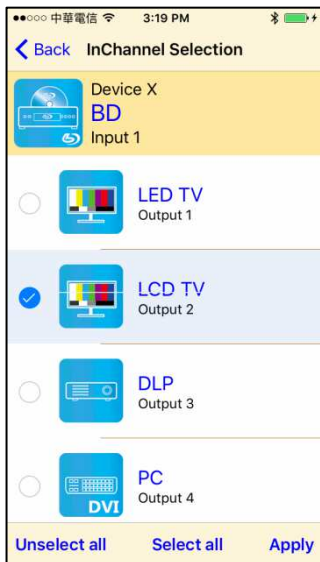 中華電信 3:19 PM
Back InChannel Selection
Device X
BD
Input 1
LED TV
Output 1
LCD TV
Output 2
DLP
Output 3
PC
Output 4
DVI
Unselect all Select all Apply